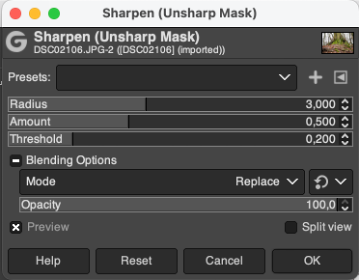 Sharpen (Unsharp Mask)
Sharpen (Unsharp Mask)
DSC02106.JPG-2 ([DSC02106] (imported))
Presets:
Radius 3,000
Amount 0,500
Threshold 0,200
Blending Options
Mode Replace
Opacity 100,0
Preview Split view
Help Reset Cancel OK